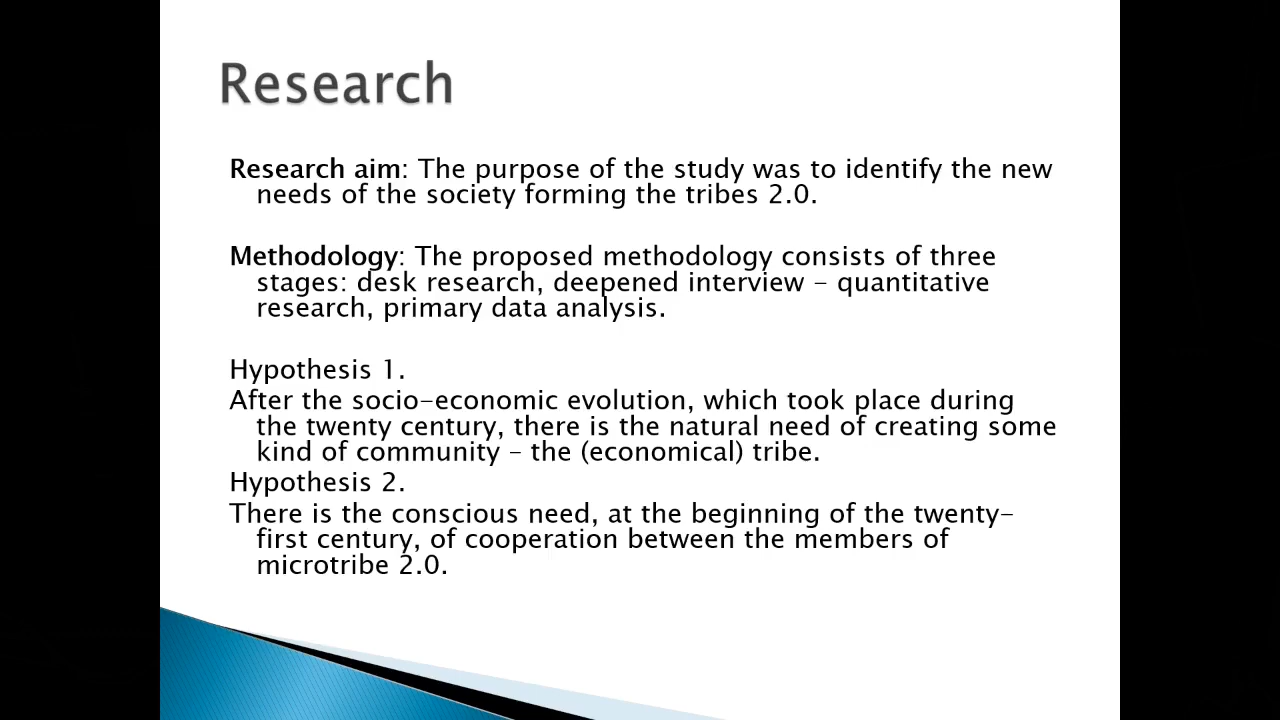 Research
Research aim: The purpose of the study was to identify the new
needs of the society forming the tribes 2.0.
Methodology: The proposed methodology consists of three
stages: desk research, deepened interview – quantitative
research, primary data analysis.
Hypothesis 1.
After the socio-economic evolution, which took place during
the twenty century, there is the natural need of creating some
kind of community – the (economical) tribe.
Hypothesis 2.
There is the conscious need, at the beginning of the twenty-
first century, of cooperation between the members of
microtribe 2.0.